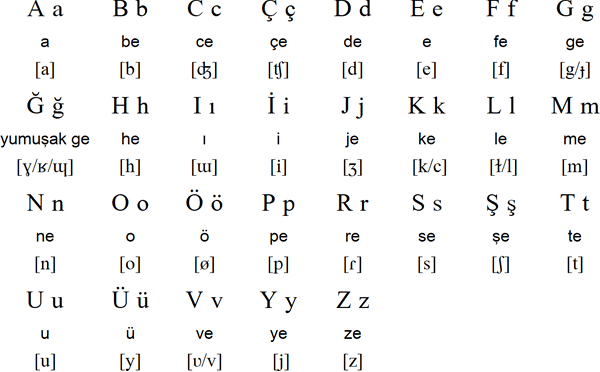 A a B b C c Ç ç D d E e F f G g
a be ce çe de e fe ge
[a] [b] [ʤ] [ʧ] [d] [e] [f] [g/ɟ]
Ğ ğ H h I ı İ i J j K k L l M m
yumuşak ge he ı i je ke le me
[ɣ/ʁ/ɰ] [h] [ɯ] [i] [ʒ] [k/c] [ɫ/l] [m]
N n O o Ö ö P p R r S s Ş ş T t
ne o ö pe re se şe te
[n] [o] [ø] [p] [ɾ] [s] [ʃ] [t]
U u Ü ü V v Y y Z z
u ü ve ye ze
[u] [y] [ʋ/v] [j] [z]